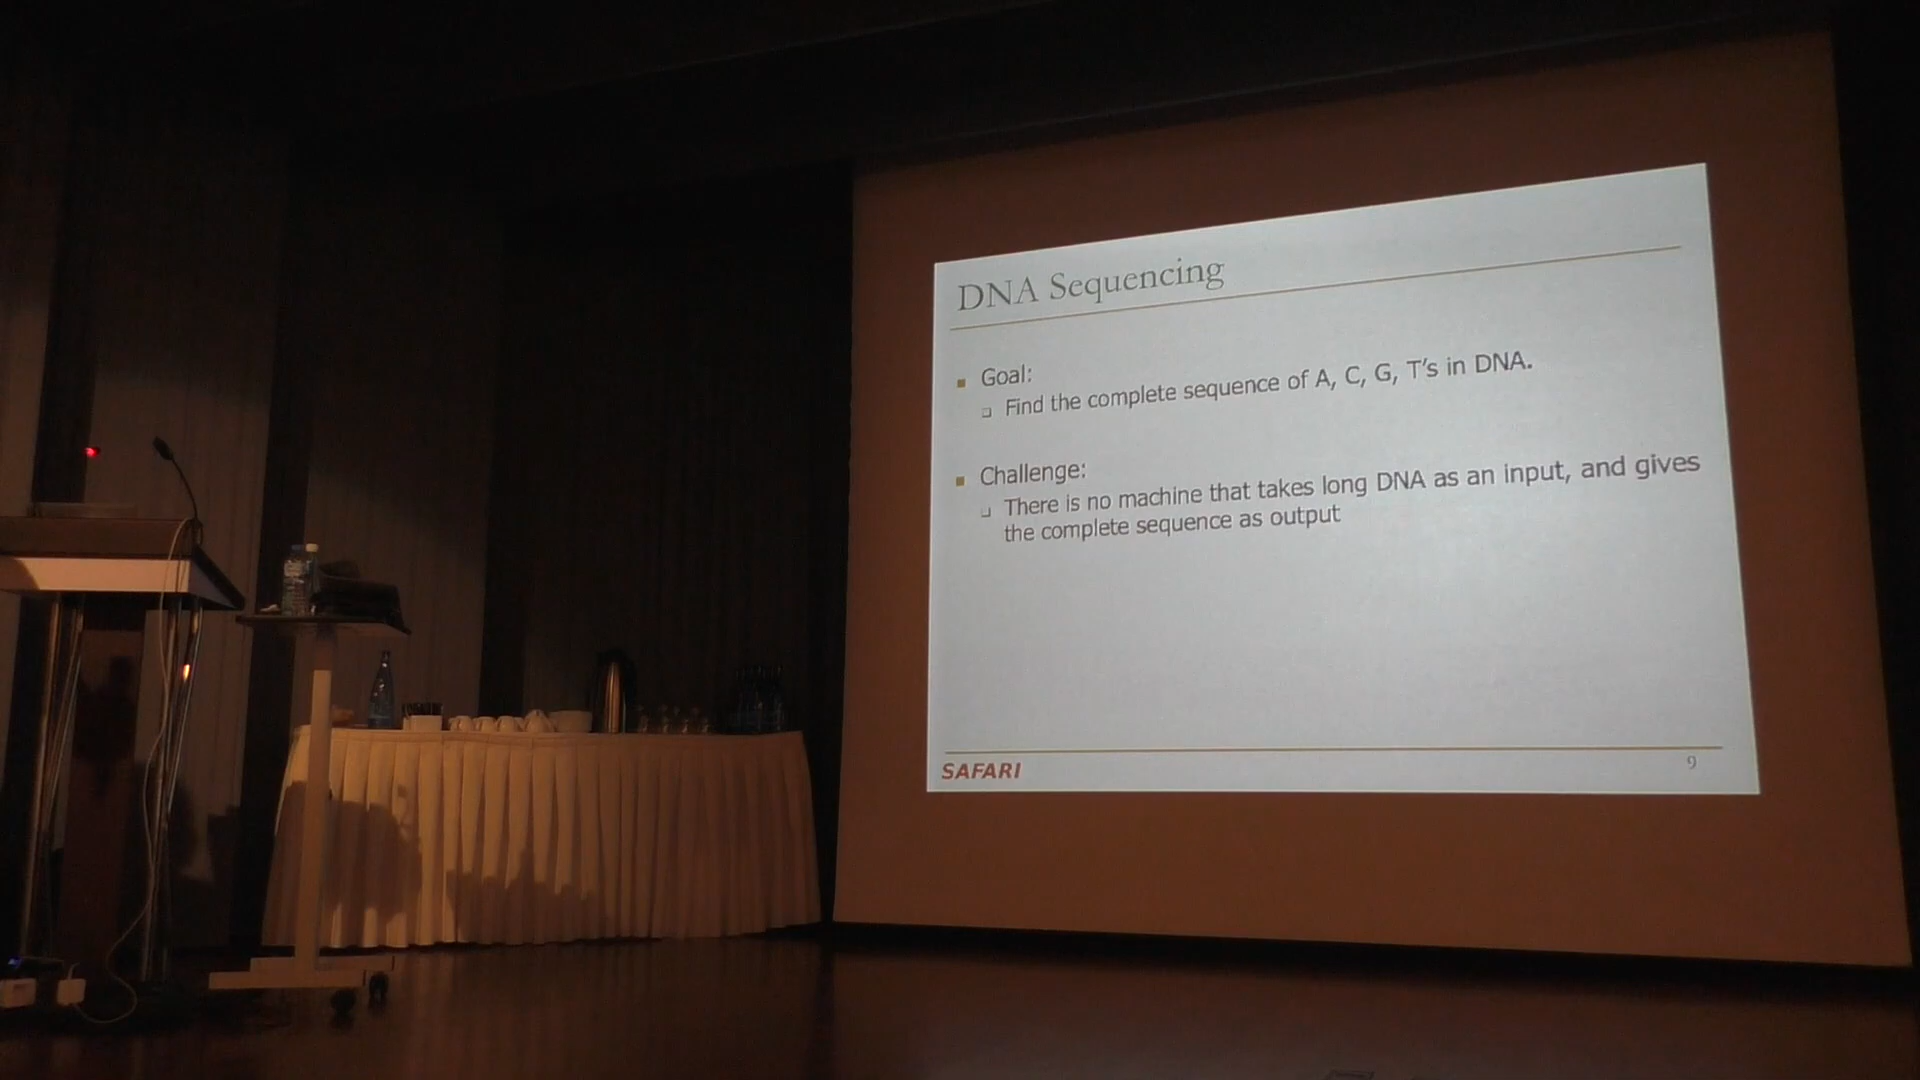 DNA Sequencing
Goal:
Find the complete sequence of A, C, G, T's in DNA.
Challenge:
There is no machine that takes long DNA as an input, and gives
the complete sequence as output
SAFARI
9